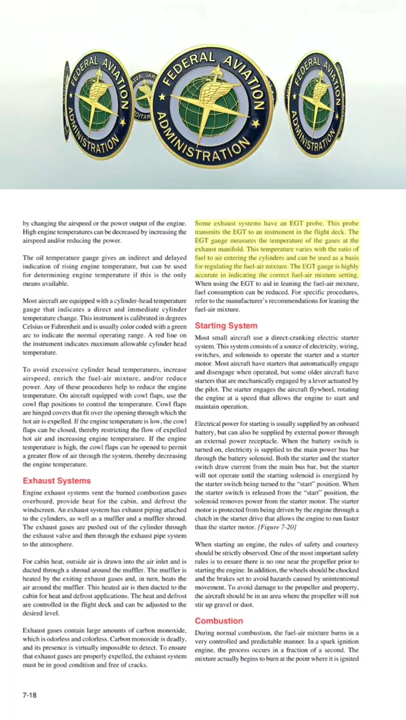 FEDERAL AVIATION
ADMINISTRATION
FEDERAL AVIATION
ADMINISTRATION
FEDERAL AVIATION
ADMINISTRATION
by changing the airspeed or the power output of the engine.
High engine temperatures can be decreased by increasing the
airspeed and/or reducing the power.
The oil temperature gauge gives an indirect and delayed
indication of rising engine temperature, but can be used
for determining engine temperature if this is the only
means available.
Most aircraft are equipped with a cylinder-head temperature
gauge that indicates a direct and immediate cylinder
temperature change. This instrument is calibrated in degrees
Celsius or Fahrenheit and is usually color coded with a green
arc to indicate the normal operating range. A red line on
the instrument indicates maximum allowable cylinder head
temperature.
To avoid excessive cylinder head temperatures, increase
airspeed, enrich the fuel-air mixture, and/or reduce
power. Any of these procedures help to reduce the engine
temperature. On aircraft equipped with cowl flaps, use the
cowl flap positions to control the temperature. Cowl flaps
are hinged covers that fit over the opening through which the
hot air is expelled. If the engine temperature is low, the cowl
flaps can be closed, thereby restricting the flow of expelled
hot air and increasing engine temperature. If the engine
temperature is high, the cowl flaps can be opened to permit
a greater flow of air through the system, thereby decreasing
the engine temperature.
Exhaust Systems
Engine exhaust systems vent the burned combustion gases
overboard, provide heat for the cabin, and defrost the
windscreen. An exhaust system has exhaust piping attached
to the cylinders, as well as a muffler and a muffler shroud.
The exhaust gases are pushed out of the cylinder through
the exhaust valve and then through the exhaust pipe system
to the atmosphere.
For cabin heat, outside air is drawn into the air inlet and is
ducted through a shroud around the muffler. The muffler is
heated by the exiting exhaust gases and, in turn, heats the
air around the muffler. This heated air is then ducted to the
cabin for heat and defrost applications. The heat and defrost
are controlled in the flight deck and can be adjusted to the
desired level.
Exhaust gases contain large amounts of carbon monoxide,
which is odorless and colorless. Carbon monoxide is deadly,
and its presence is virtually impossible to detect. To ensure
that exhaust gases are properly expelled, the exhaust system
must be in good condition and free of cracks.
Some exhaust systems have an EGT probe. This probe
transmits the EGT to an instrument in the flight deck. The
EGT gauge measures the temperature of the gases at the
exhaust manifold. This temperature varies with the ratio of
fuel to air entering the cylinders and can be used as a basis
for regulating the fuel-air mixture. The EGT gauge is highly
accurate in indicating the correct fuel-air mixture setting.
When using the EGT to aid in leaning the fuel-air mixture,
fuel consumption can be reduced. For specific procedures,
refer to the manufacturer's recommendations for leaning the
fuel-air mixture.
Starting System
Most small aircraft use a direct-cranking electric starter
system. This system consists of a source of electricity, wiring,
switches, and solenoids to operate the starter and a starter
motor. Most aircraft have starters that automatically engage
and disengage when operated, but some older aircraft have
starters that are mechanically engaged by a lever actuated by
the pilot. The starter engages the aircraft flywheel, rotating
the engine at a speed that allows the engine to start and
maintain operation.
Electrical power for starting is usually supplied by an onboard
battery, but can also be supplied by external power through
an external power receptacle. When the battery switch is
turned on, electricity is supplied to the main power bus bar
through the battery solenoid. Both the starter and the starter
switch draw current from the main bus bar, but the starter
will not operate until the starting solenoid is energized by
the starter switch being turned to the "start" position. When
the starter switch is released from the "start" position, the
solenoid removes power from the starter motor. The starter
motor is protected from being driven by the engine through a
clutch in the starter drive that allows the engine to run faster
than the starter motor. [Figure 7-20]
When starting an engine, the rules of safety and courtesy
should be strictly observed. One of the most important safety
rules is to ensure there is no one near the propeller prior to
starting the engine. In addition, the wheels should be chocked
and the brakes set to avoid hazards caused by unintentional
movement. To avoid damage to the propeller and property,
the aircraft should be in an area where the propeller will not
stir up gravel or dust.
Combustion
During normal combustion, the fuel-air mixture burns in a
very controlled and predictable manner. In a spark ignition
engine, the process occurs in a fraction of a second. The
mixture actually begins to burn at the point where it is ignited
7-18